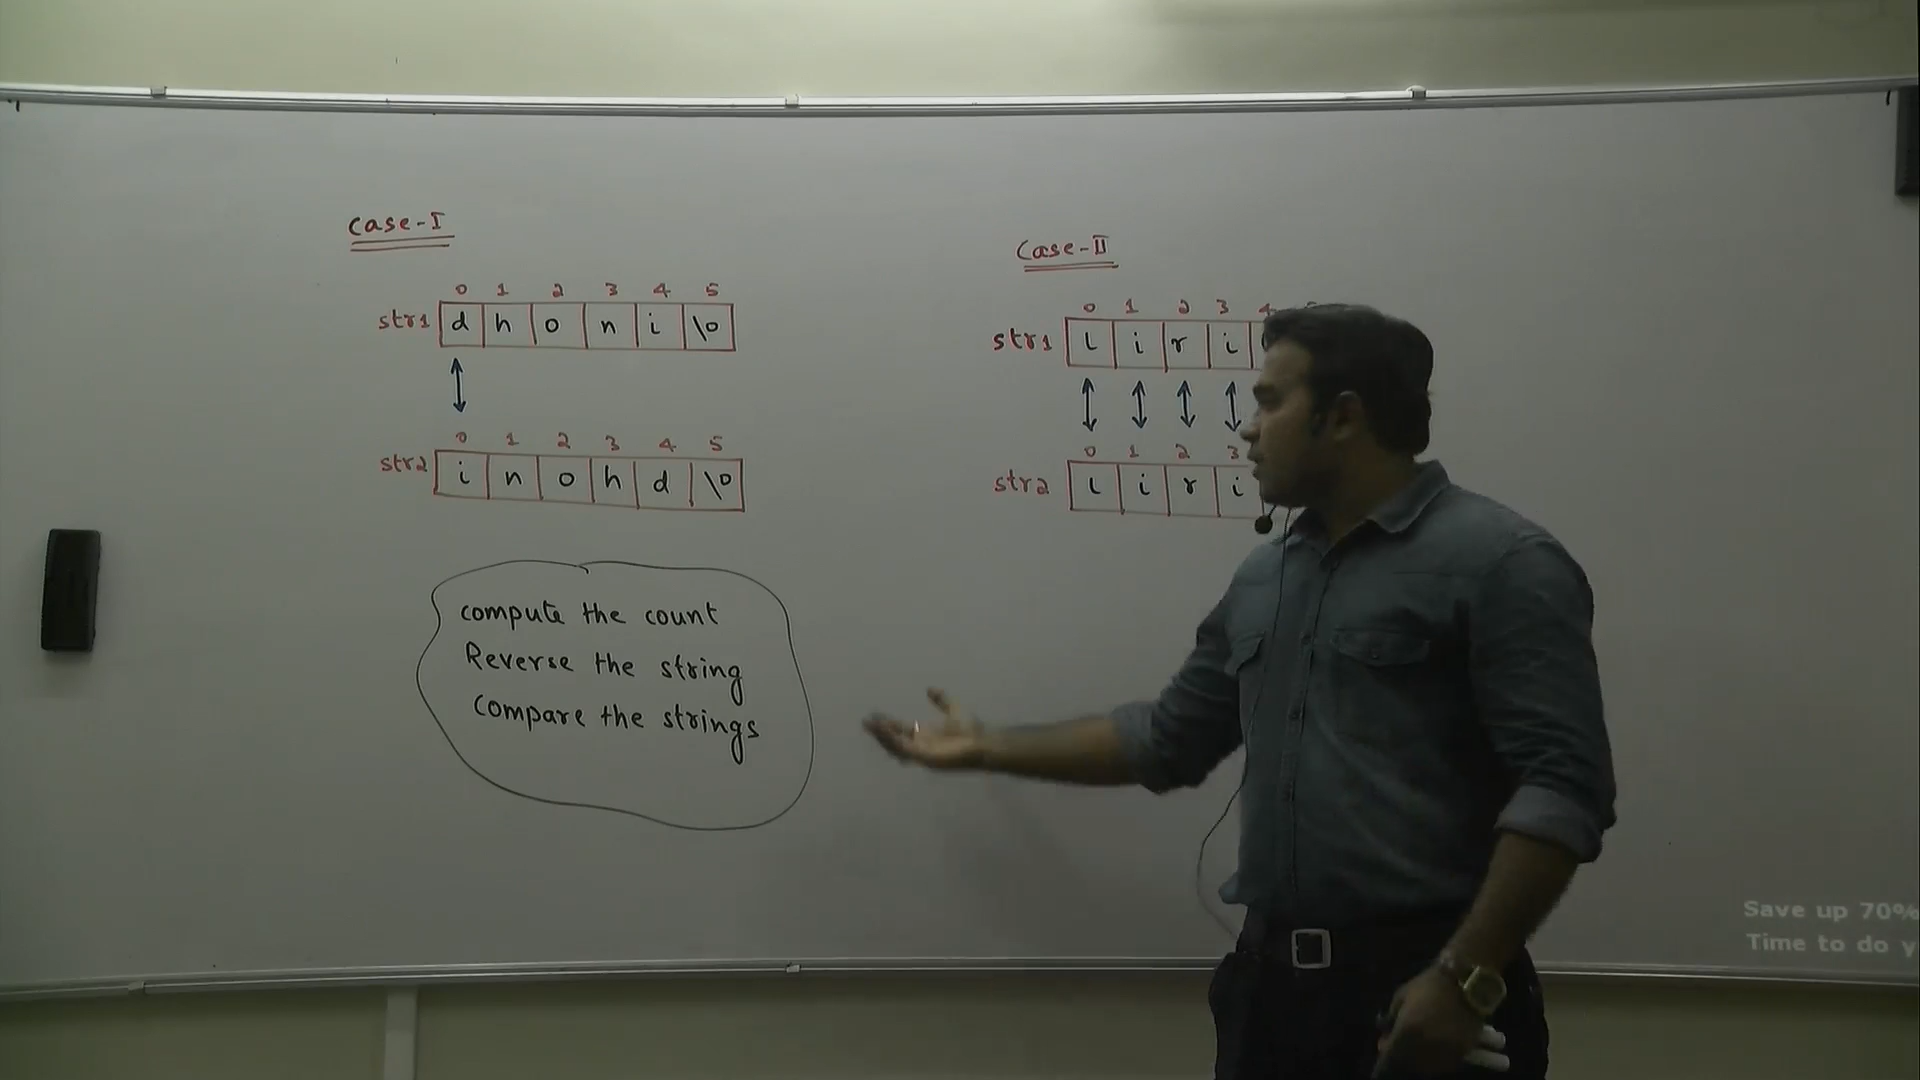 Case-I
0 1 2 3 4 5
str1 d h o n i \0
0 1 2 3 4 5
str2 i n o h d \0
compute the count
Reverse the string
Compare the strings
Case-II
0 1 2 3 4
str1 l i r i
0 1 2 3
str2 l i r i
Save up 70%
Time to do y